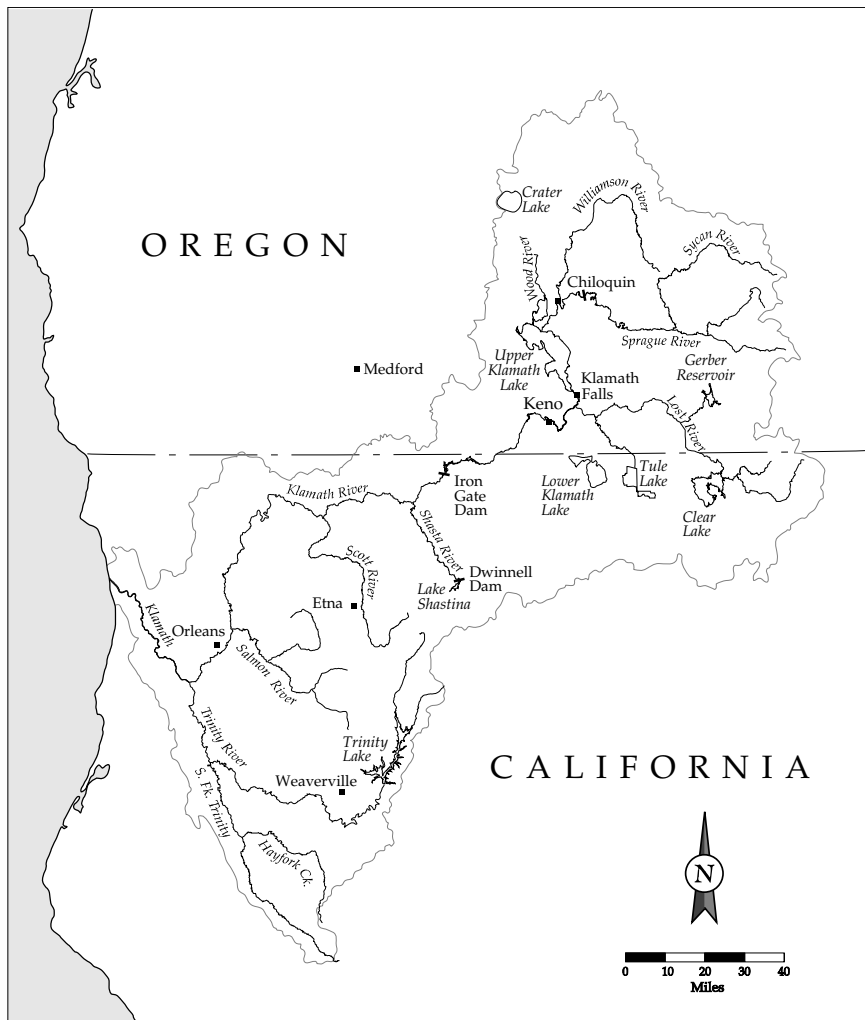 Crater
Lake
Williamson River
OREGON
Sycan River
Wood River
Chiloquin
Sprague River
Upper
Klamath
Lake
Gerber
Reservoir
Medford
Klamath
Falls
Keno
Lost River
Iron
Gate
Dam
Lower
Klamath
Lake
Tule
Lake
Clear
Lake
Klamath River
Shasta River
Scott River
Dwinnell
Dam
Lake
Shastina
Etna
Klamath
Orleans
Salmon River
Trinity River
Trinity
Lake
CALIFORNIA
Weaverville
S. Fk. Trinity
Hayfork Ck.
N
0 10 20 30 40
Miles